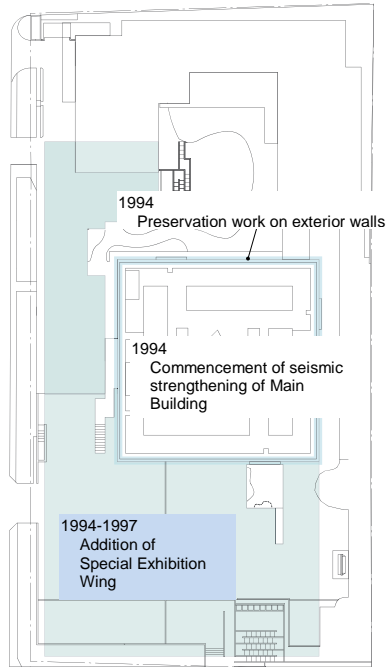 1994
Preservation work on exterior walls
1994
Commencement of seismic
strengthening of Main
Building
1994-1997
Addition of
Special Exhibition
Wing